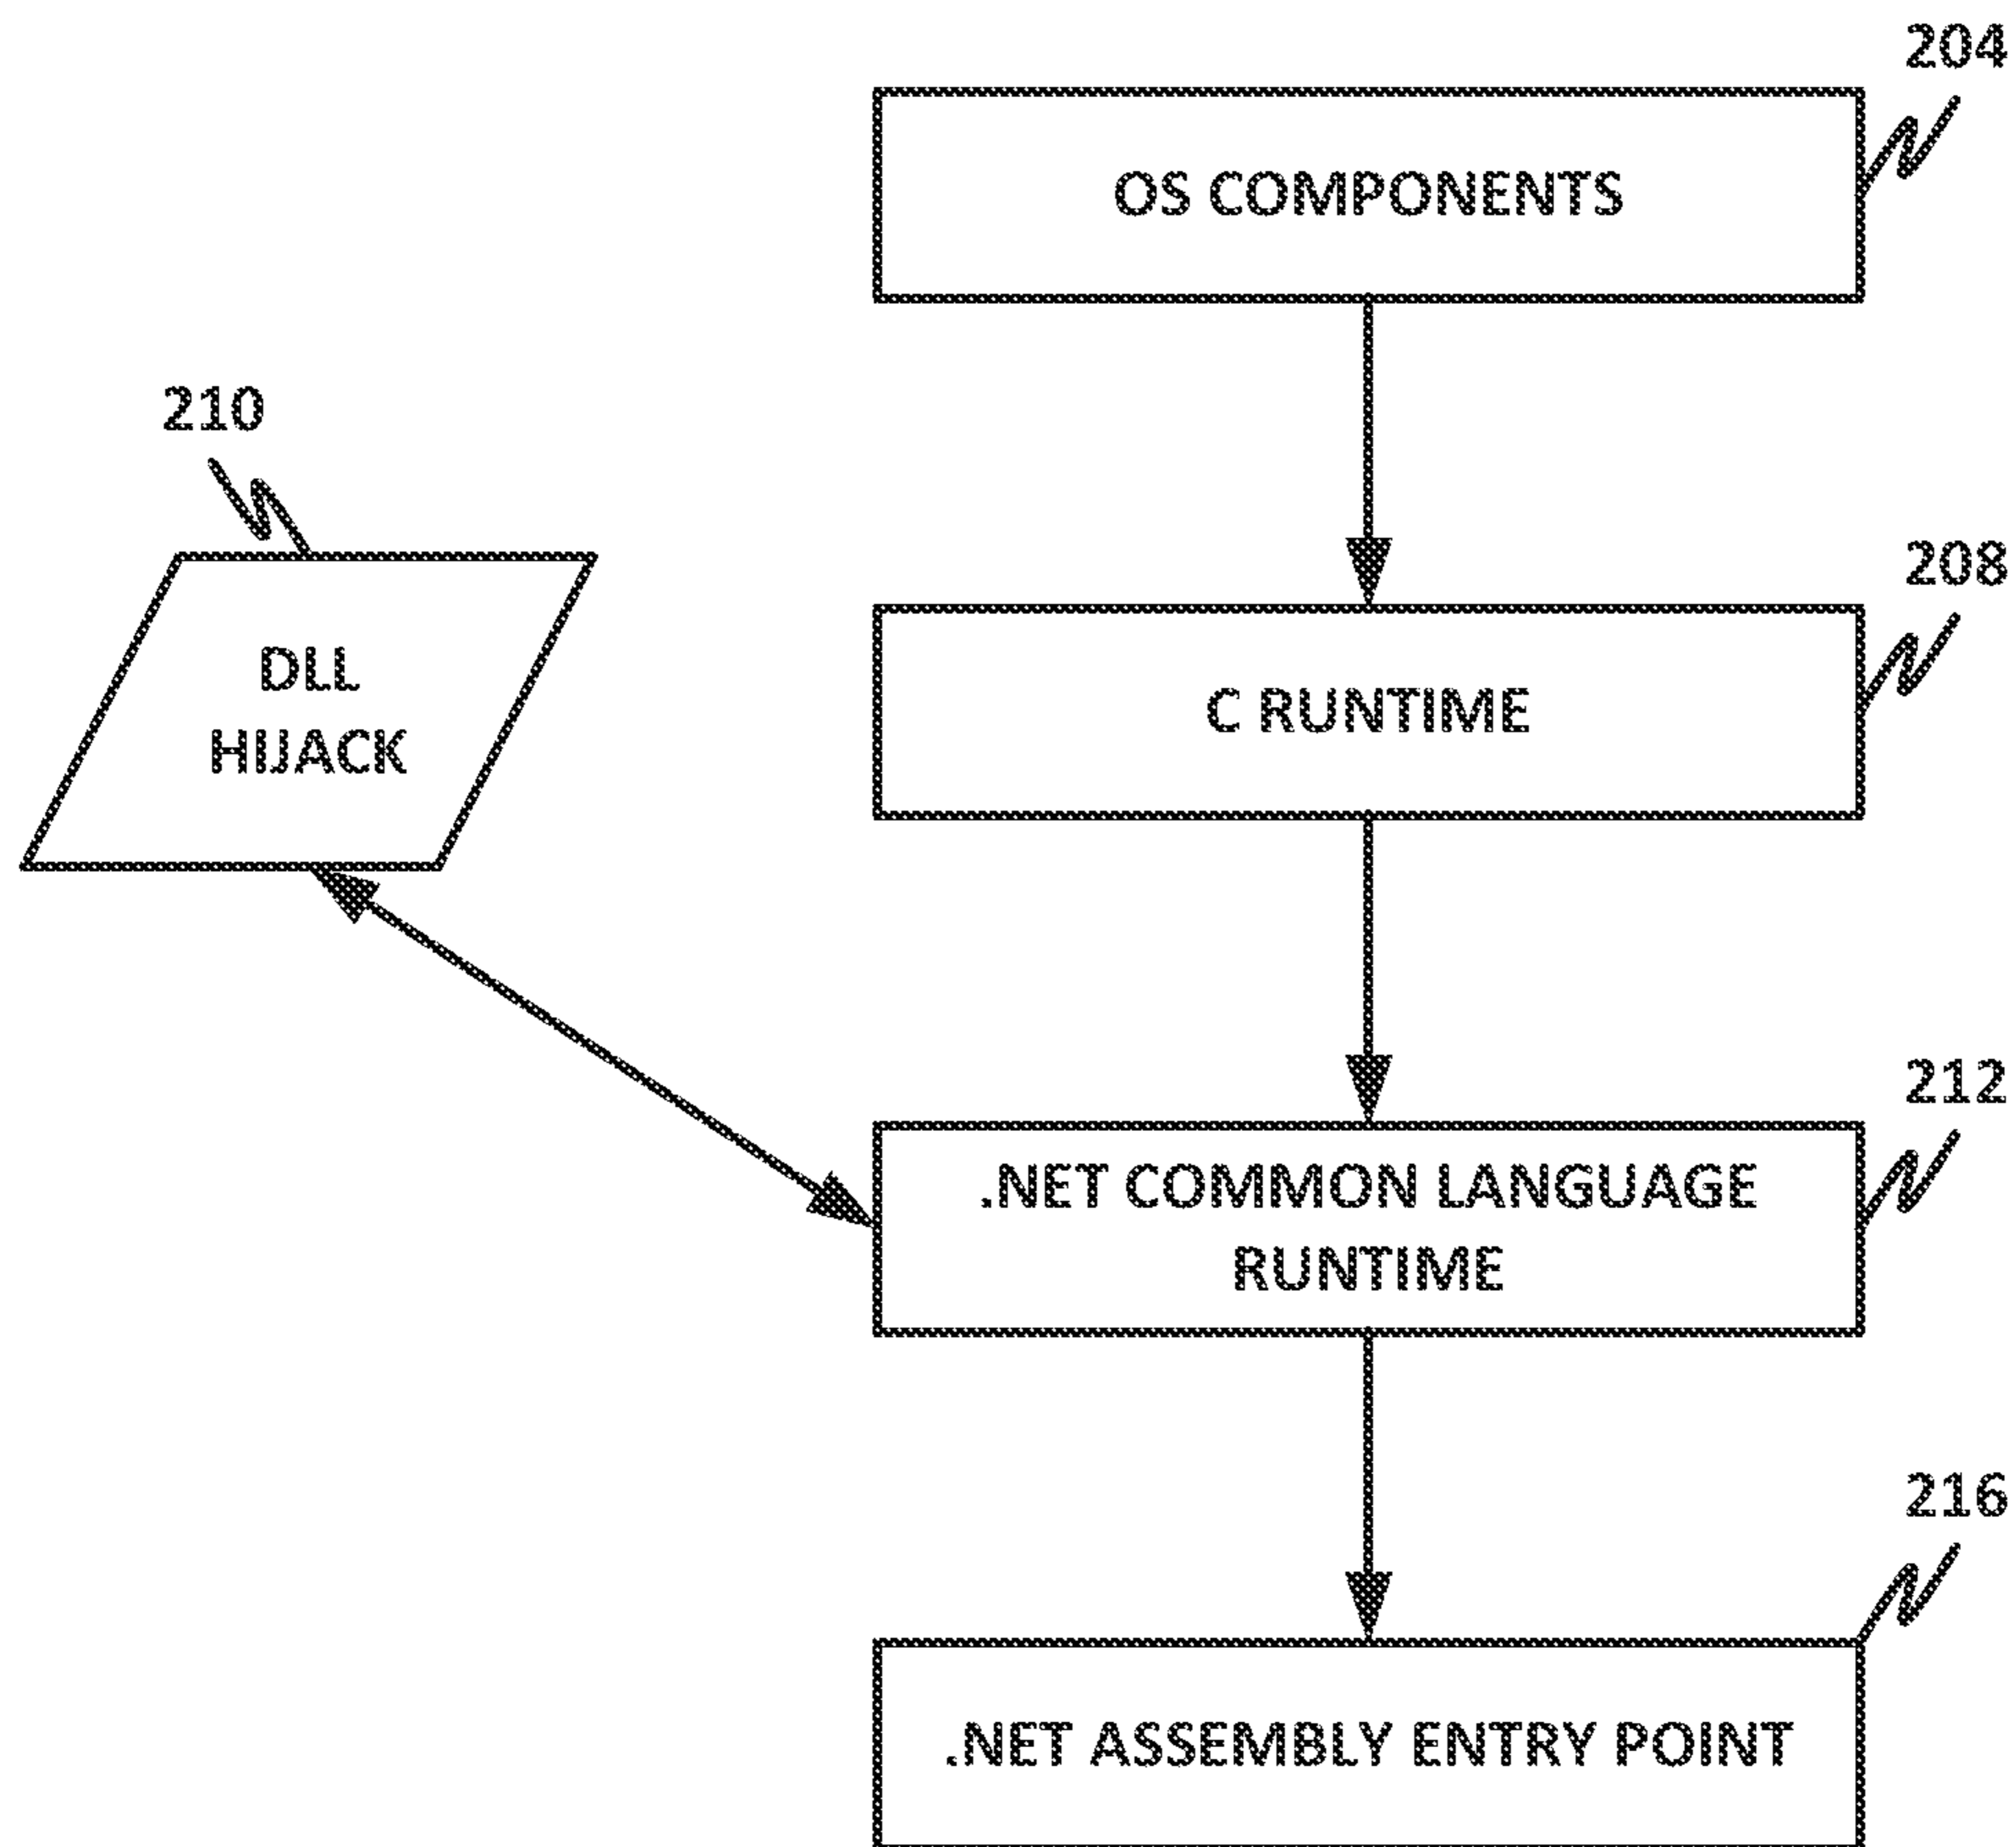 204
OS COMPONENTS
210
208
DLL
HIJACK
C RUNTIME
212
.NET COMMON LANGUAGE
RUNTIME
216
.NET ASSEMBLY ENTRY POINT